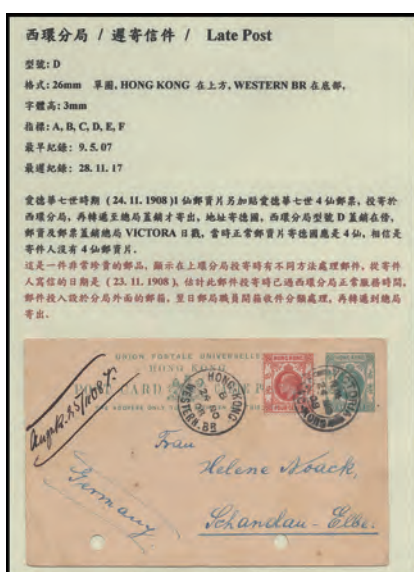 西環分局 / 遲寄信件 / Late Post
型號: D
格式: 26mm 單圈, HONG KONG 在上方, WESTERN BR 在底部,
字體高: 3mm
指標: A, B, C, D, E, F
最早紀錄: 9. 5. 07
最遲紀錄: 28. 11. 17
愛德華七世時期 ( 24. 11. 1908 )1 仙郵資片另加貼愛德華七世 4 仙郵票, 投寄於
西環分局, 再轉遞至總局蓋銷才寄出, 地址寄德國, 西環分局型號 D 蓋銷在傍,
郵資及郵票蓋銷總局 VICTORA 日戳, 當時正常郵資片寄德國應是 4 仙, 相信是
寄件人沒有 4 仙郵資片.
這是一件非常珍貴的郵品, 顯示在上環分局投寄時有不同方法處理郵件, 從寄件
人寫信的日期是 ( 23. 11. 1908 ), 估計此郵件投寄時已過西環分局正常服務時間,
郵件投入設於分局外面的郵箱, 翌日郵局職員開箱收件分類處理, 再轉遞到總局
寄出.
UNION POSTALE UNIVERSELLE
HONG KONG
HONG-KONG
WESTERN-BR
VICTORIA
Frau
Helene Noack,
Schandau-Elbe.
Germany